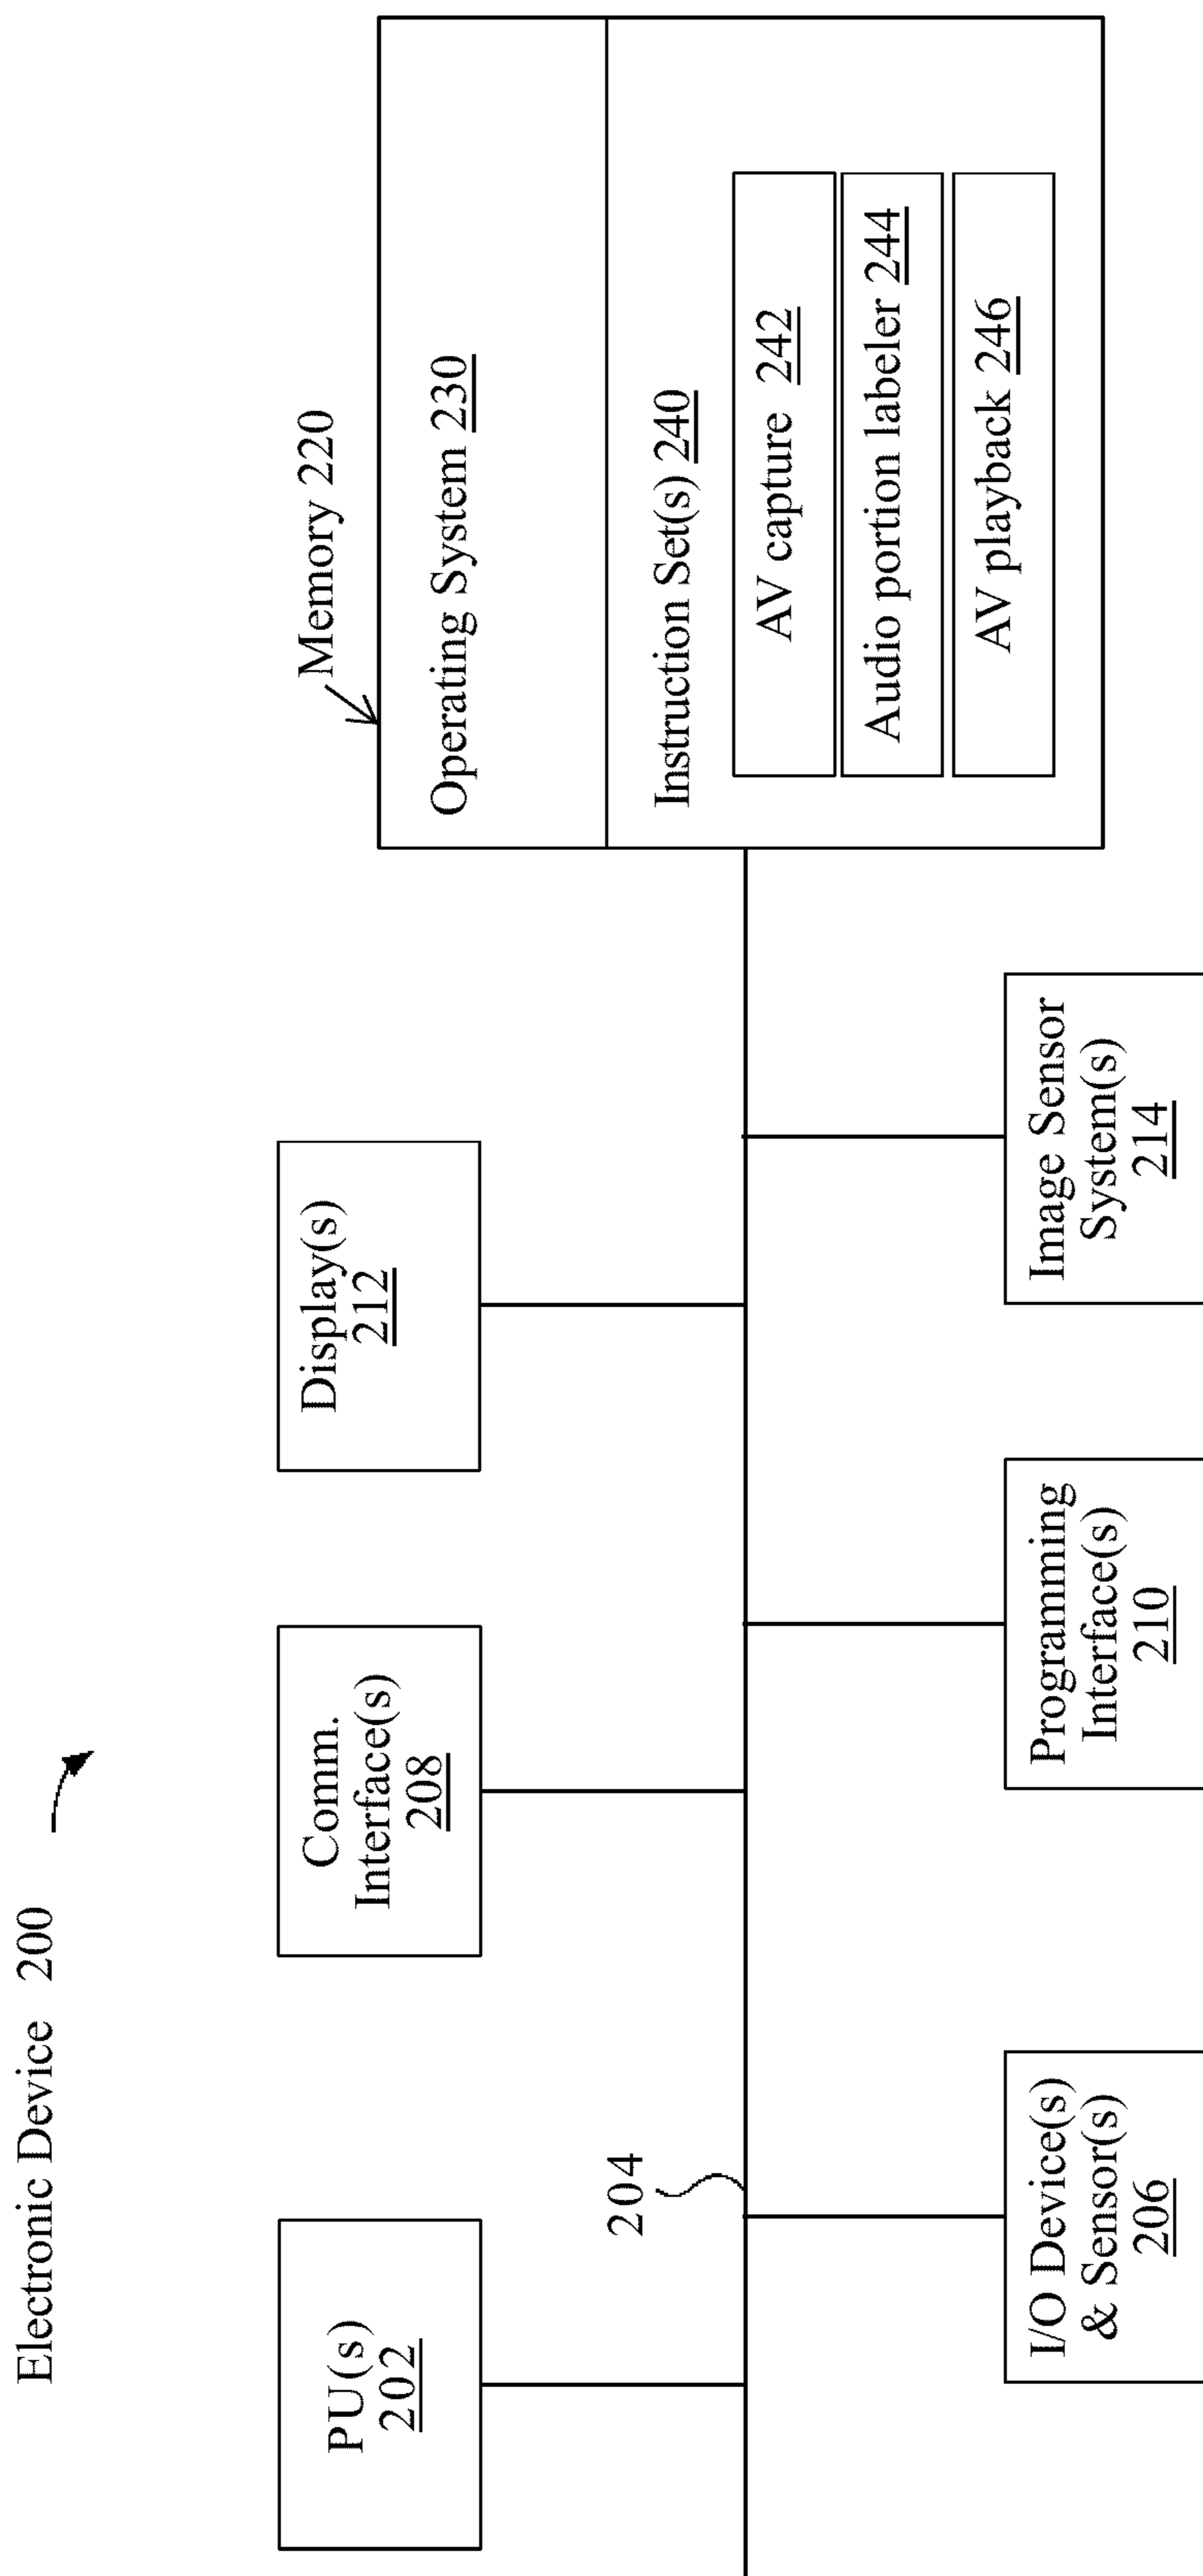 Electronic Device 200
PU(s)
202
Comm.
Interface(s)
208
Display(s)
212
Memory 220
Operating System 230
Instruction Set(s) 240
AV capture 242
Audio portion labeler 244
AV playback 246
204
I/O Device(s)
& Sensor(s)
206
Programming
Interface(s)
210
Image Sensor
System(s)
214